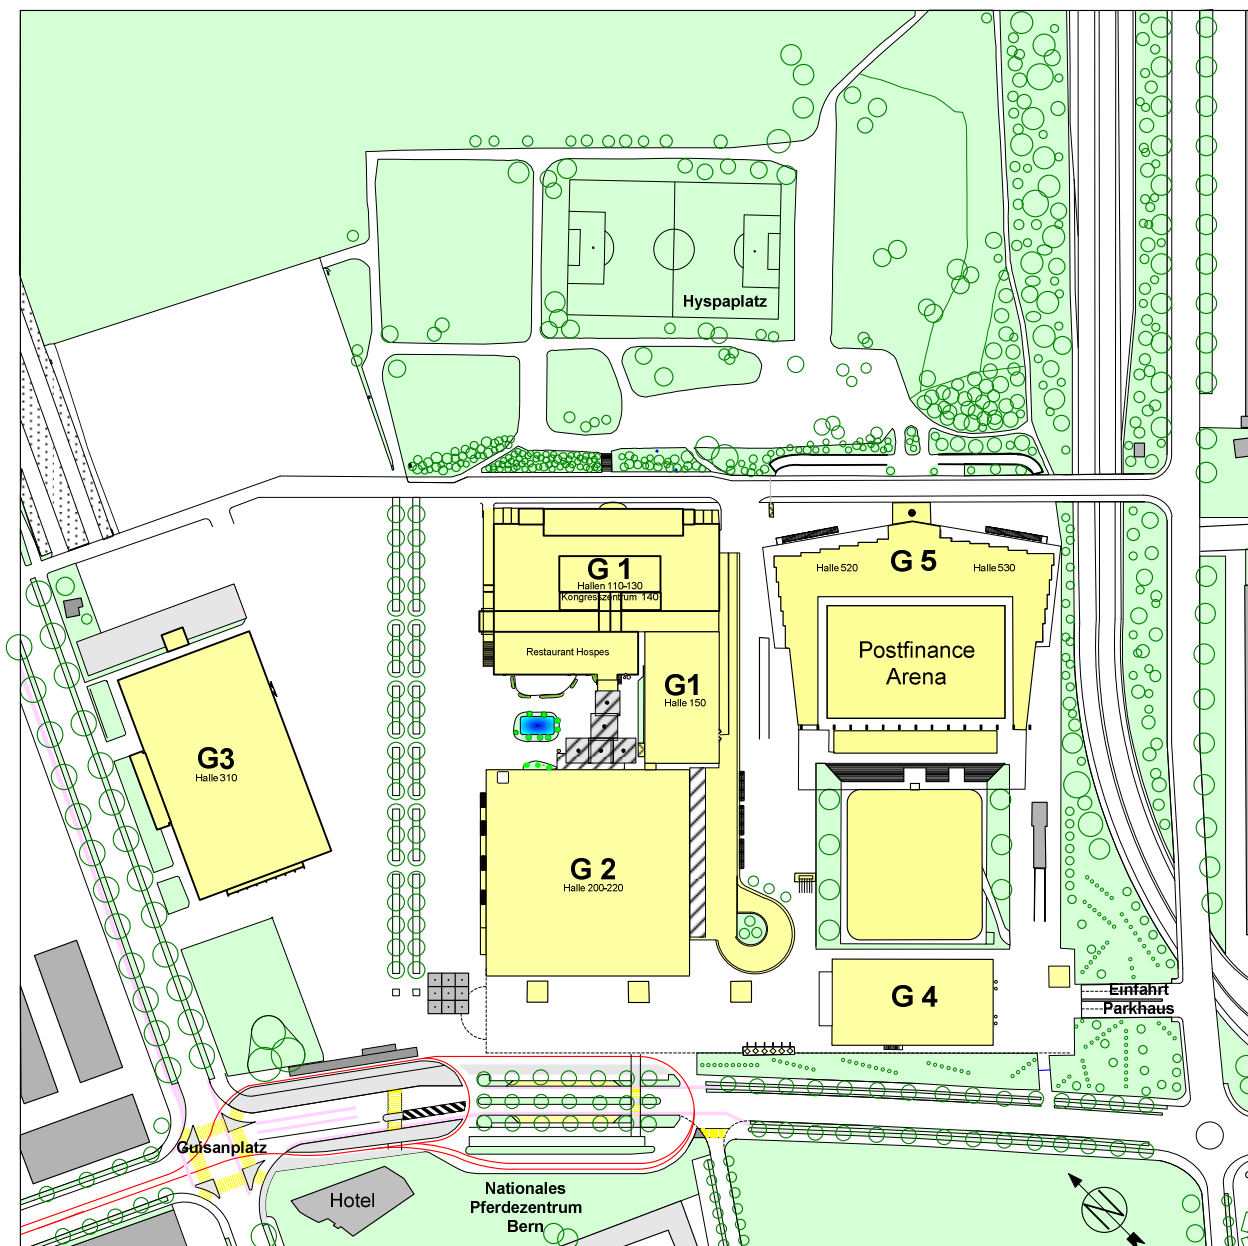 Hyspaplatz
G 1
Hallen 110-130
Kongresszentrum 140
Restaurant Hospes
G1
Halle 150
G 5
Halle 520
Halle 530
Postfinance
Arena
G3
Halle 310
G 2
Halle 200-220
G 4
Einfahrt
Parkhaus
Guisanplatz
Hotel
Nationales
Pferdezentrum
Bern
N